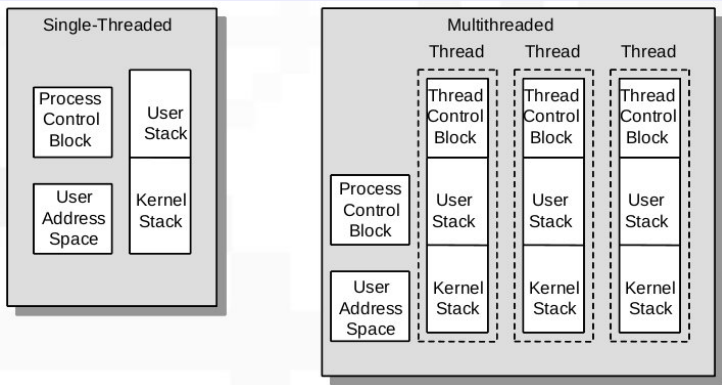 Single-Threaded
Process
Control
Block
User
Stack
User
Address
Space
Kernel
Stack
Multithreaded
Thread
Thread
Thread
Process
Control
Block
User
Address
Space
Thread
Control
Block
User
Stack
Kernel
Stack
Thread
Control
Block
User
Stack
Kernel
Stack
Thread
Control
Block
User
Stack
Kernel
Stack